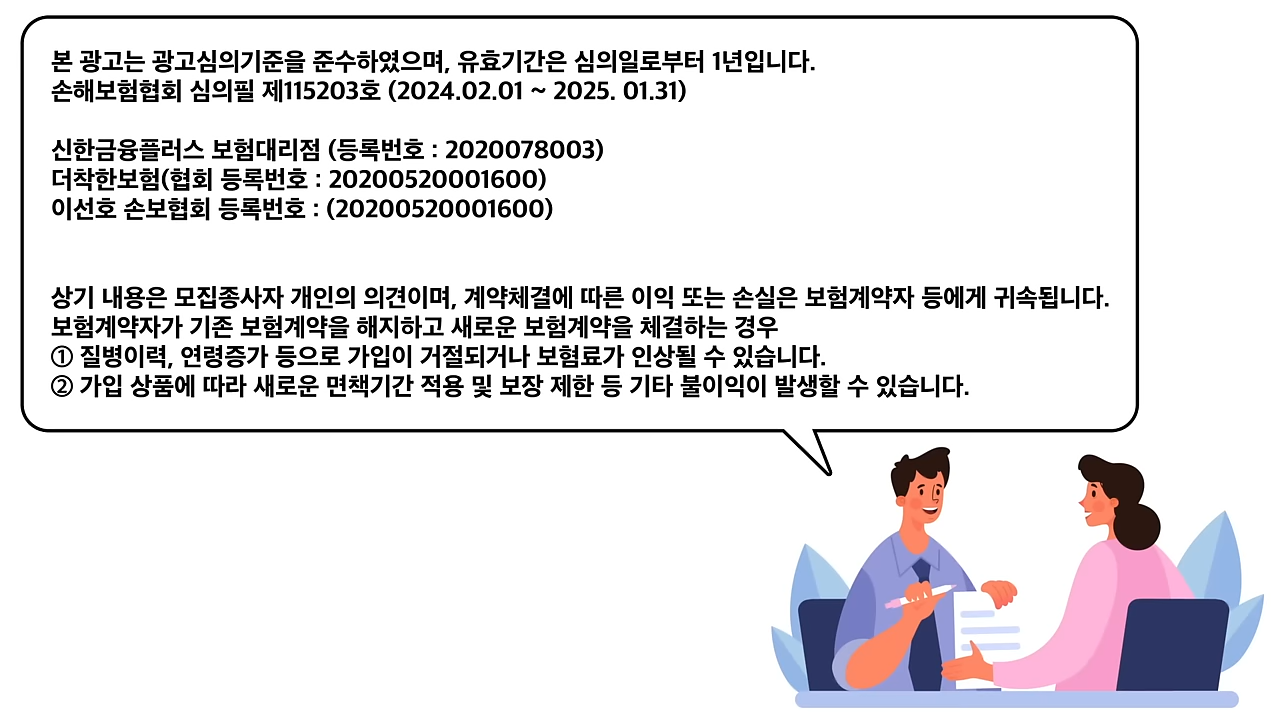 본 광고는 광고심의기준을 준수하였으며, 유효기간은 심의일로부터 1년입니다.
손해보험협회 심의필 제115203호 (2024.02.01 ~ 2025. 01.31)
신한금융플러스 보험대리점 (등록번호 : 2020078003)
더착한보험(협회 등록번호 : 20200520001600)
이선호 손보협회 등록번호 : (20200520001600)
상기 내용은 모집종사자 개인의 의견이며, 계약체결에 따른 이익 또는 손실은 보험계약자 등에게 귀속됩니다.
보험계약자가 기존 보험계약을 해지하고 새로운 보험계약을 체결하는 경우
① 질병이력, 연령증가 등으로 가입이 거절되거나 보험료가 인상될 수 있습니다.
② 가입 상품에 따라 새로운 면책기간 적용 및 보장 제한 등 기타 불이익이 발생할 수 있습니다.